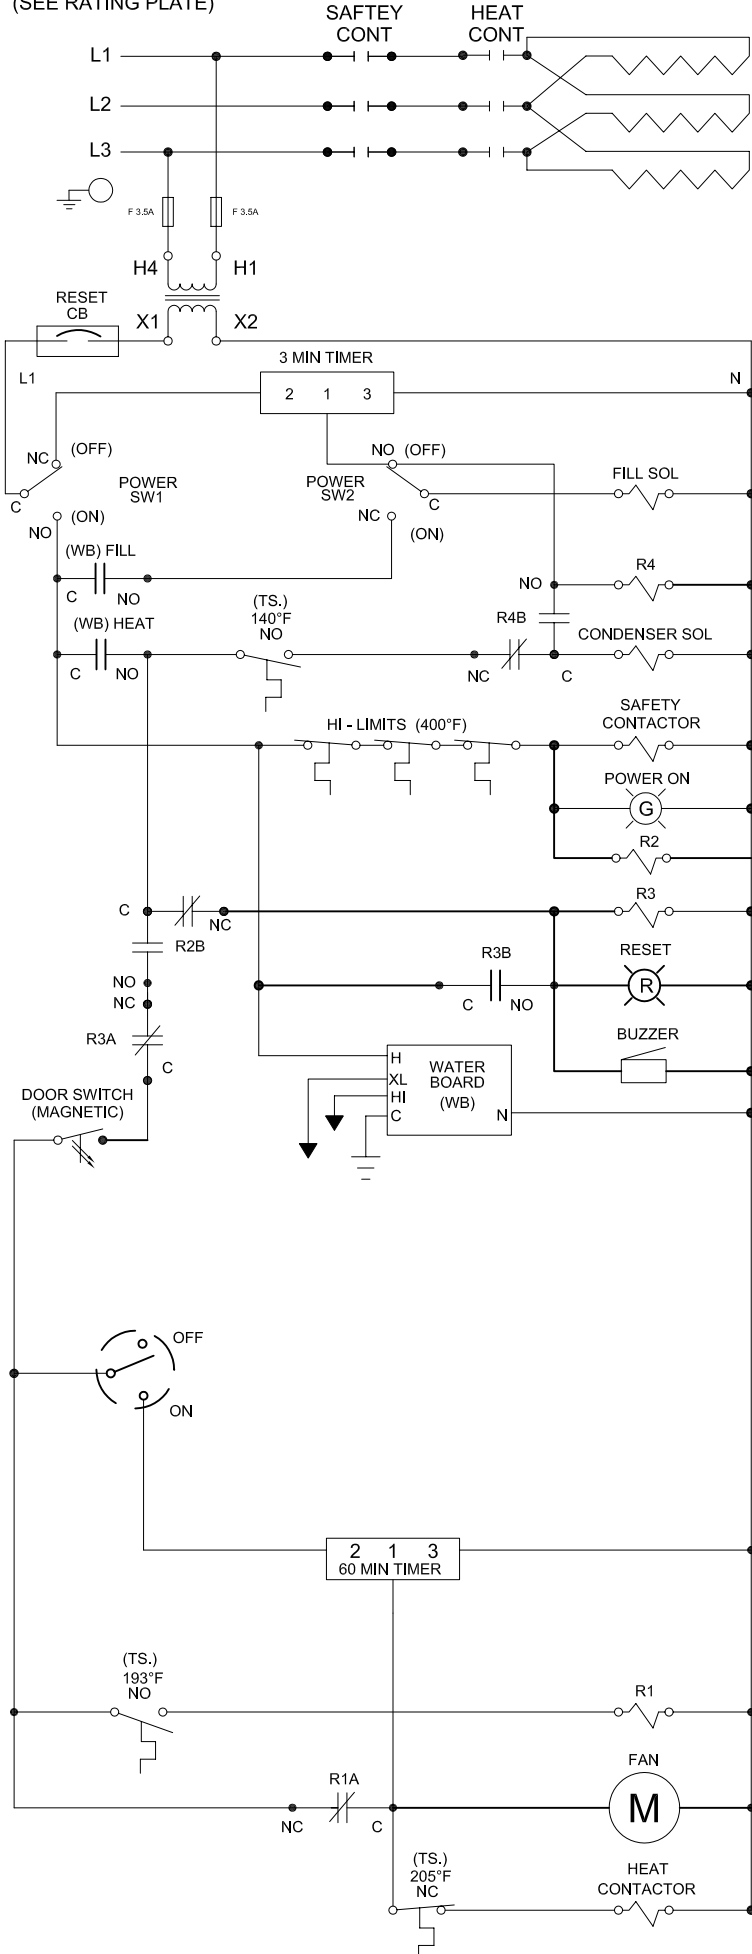 (SEE RATING PLATE)
SAFTEY
CONT
HEAT
CONT
L1
L2
L3
F 3.5A
F 3.5A
H4
H1
RESET
CB
X1
X2
L1
3 MIN TIMER
2 1 3
N
NC
(OFF)
C
POWER
SW1
NO
(ON)
NO (OFF)
POWER
SW2
C
NC
(ON)
FILL SOL
(WB) FILL
C
NO
R4
NO
(WB) HEAT
C
NO
(TS.)
140°F
NO
R4B
NC
C
CONDENSER SOL
HI - LIMITS (400°F)
SAFETY
CONTACTOR
POWER ON
G
R2
C
NC
R2B
R3
NO
NC
R3B
C
NO
RESET
R
R3A
C
BUZZER
DOOR SWITCH
(MAGNETIC)
H
XL
HI
C
WATER
BOARD
(WB)
N
OFF
ON
2 1 3
60 MIN TIMER
(TS.)
193°F
NO
R1
R1A
NC
C
FAN
M
(TS.)
205°F
NC
HEAT
CONTACTOR